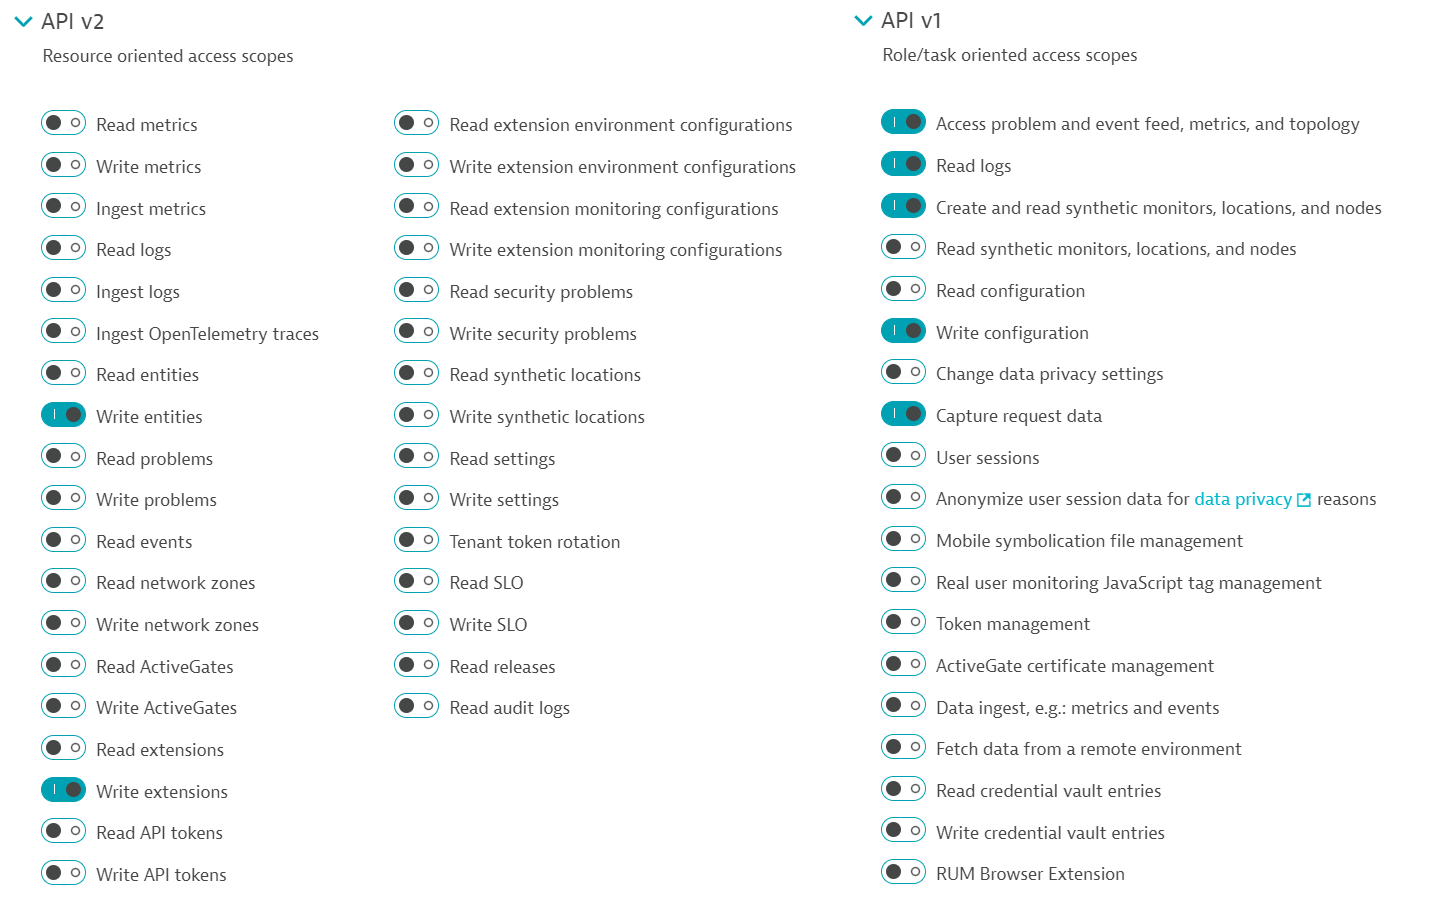 API v2
Resource oriented access scopes
Read metrics
Write metrics
Ingest metrics
Read logs
Ingest logs
Ingest OpenTelemetry traces
Read entities
Write entities
Read problems
Write problems
Read events
Read network zones
Write network zones
Read ActiveGates
Write ActiveGates
Read extensions
Write extensions
Read API tokens
Write API tokens
Read extension environment configurations
Write extension environment configurations
Read extension monitoring configurations
Write extension monitoring configurations
Read security problems
Write security problems
Read synthetic locations
Write synthetic locations
Read settings
Write settings
Tenant token rotation
Read SLO
Write SLO
Read releases
Read audit logs
API v1
Role/task oriented access scopes
Access problem and event feed, metrics, and topology
Read logs
Create and read synthetic monitors, locations, and nodes
Read synthetic monitors, locations, and nodes
Read configuration
Write configuration
Change data privacy settings
Capture request data
User sessions
Anonymize user session data for data privacy reasons
Mobile symbolication file management
Real user monitoring JavaScript tag management
Token management
ActiveGate certificate management
Data ingest, e.g.: metrics and events
Fetch data from a remote environment
Read credential vault entries
Write credential vault entries
RUM Browser Extension